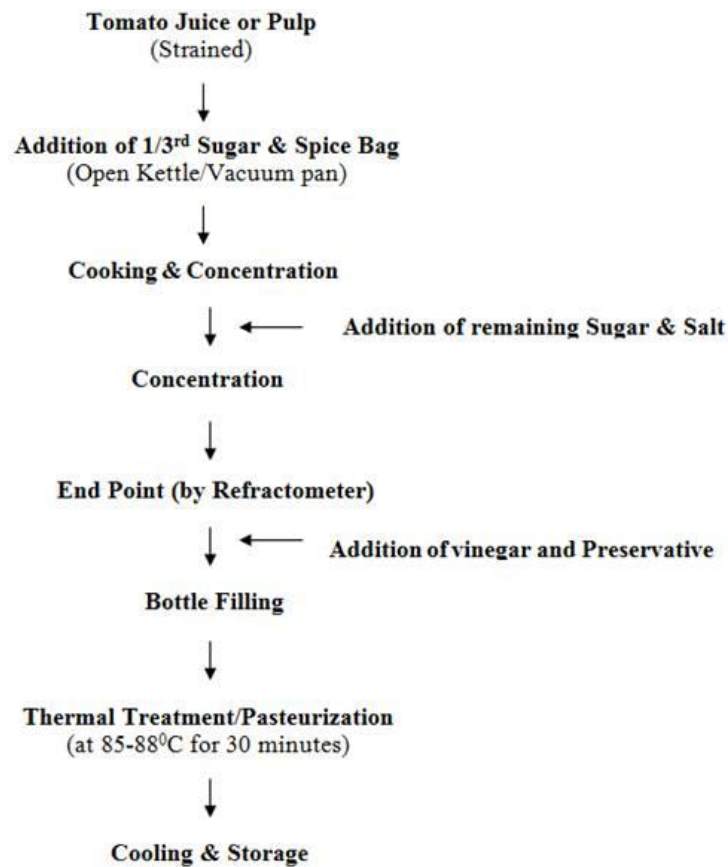 Tomato Juice or Pulp
(Strained)
Addition of 1/3rd Sugar & Spice Bag
(Open Kettle/Vacuum pan)
Cooking & Concentration
Addition of remaining Sugar & Salt
Concentration
End Point (by Refractometer)
Addition of vinegar and Preservative
Bottle Filling
Thermal Treatment/Pasteurization
(at 85-88⁰C for 30 minutes)
Cooling & Storage